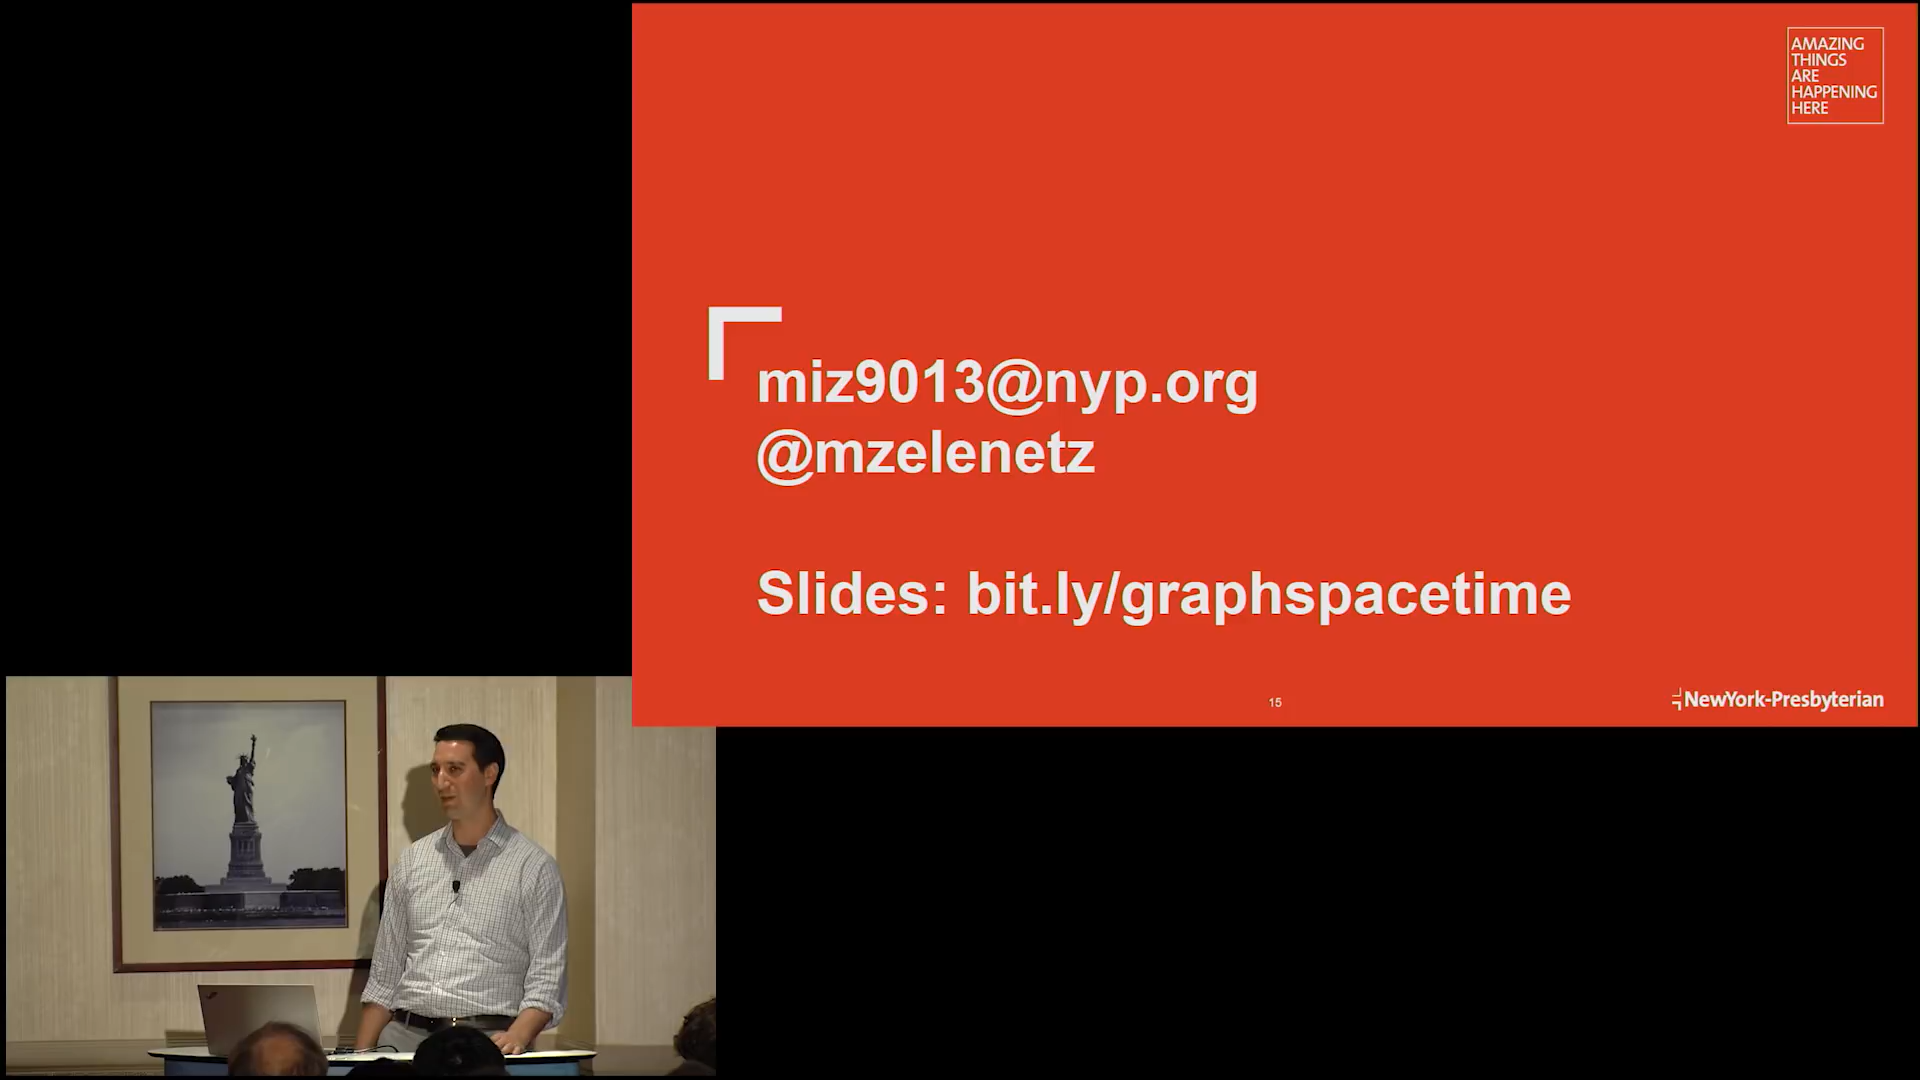 AMAZING
THINGS
ARE
HAPPENING
HERE
miz9013@nyp.org
@mzelenetz
Slides: bit.ly/graphspacetime
15
NewYork-Presbyterian